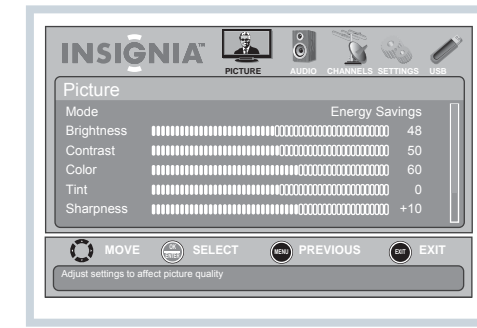 INSIGNIA™
PICTURE AUDIO CHANNELS SETTINGS USB
Picture
Mode Energy Savings
Brightness 48
Contrast 50
Color 60
Tint 0
Sharpness +10
MOVE OK ENTER SELECT MENU PREVIOUS EXIT EXIT
Adjust settings to affect picture quality